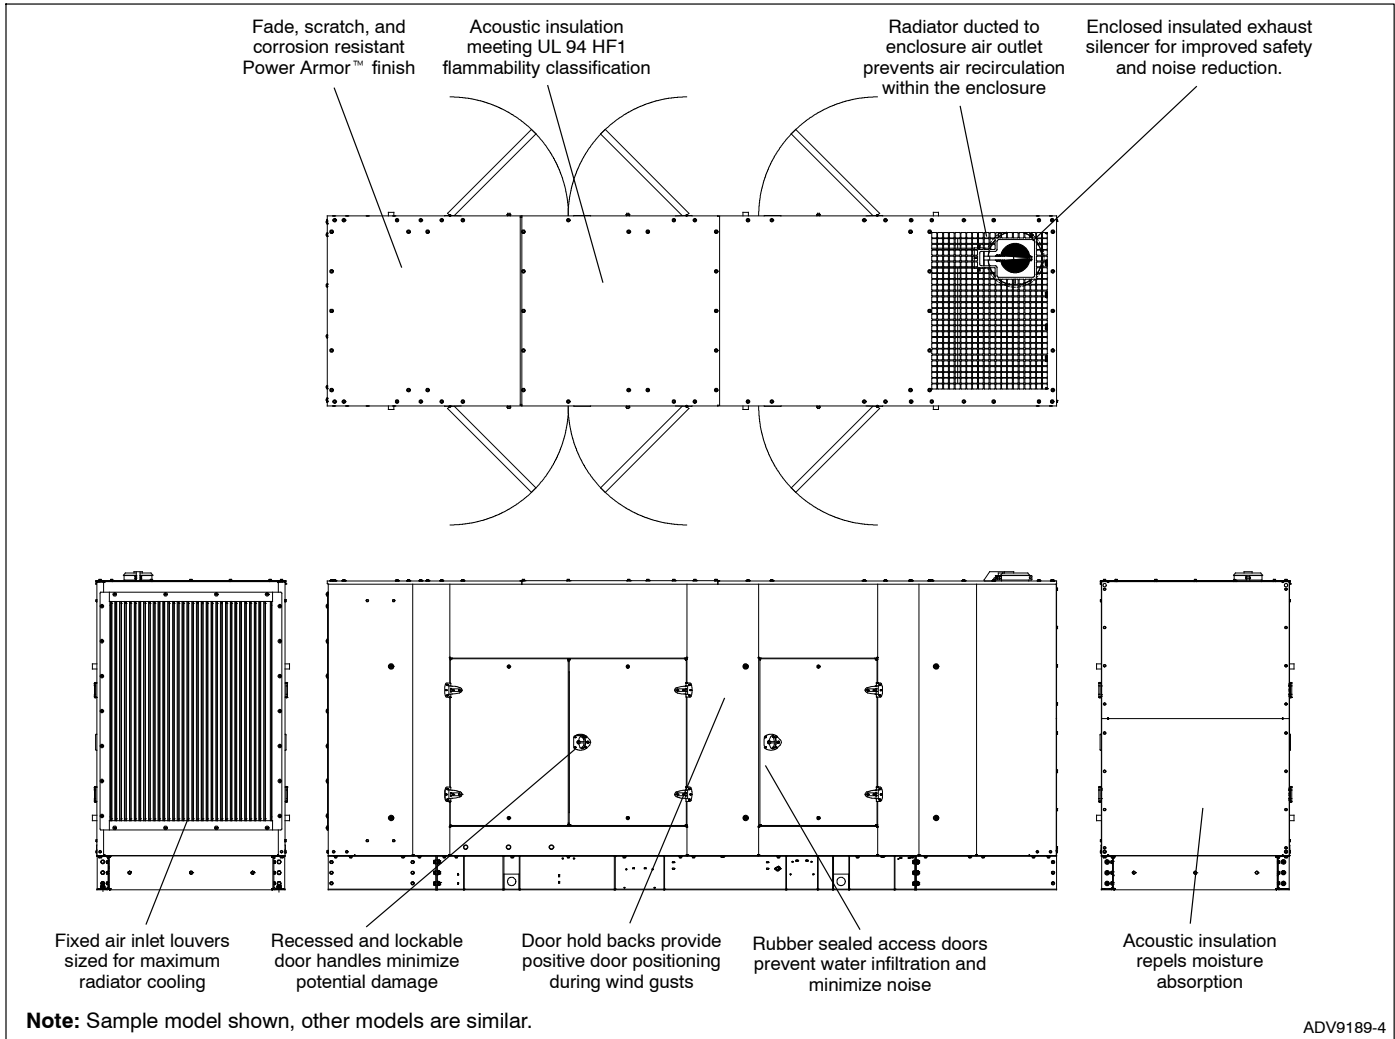 Fade, scratch, and
corrosion resistant
Power Armor™ finish
Acoustic insulation
meeting UL 94 HF1
flammability classification
Radiator ducted to
enclosure air outlet
prevents air recirculation
within the enclosure
Enclosed insulated exhaust
silencer for improved safety
and noise reduction.
Fixed air inlet louvers
sized for maximum
radiator cooling
Recessed and lockable
door handles minimize
potential damage
Door hold backs provide
positive door positioning
during wind gusts
Rubber sealed access doors
prevent water infiltration and
minimize noise
Acoustic insulation
repels moisture
absorption
Note: Sample model shown, other models are similar.
ADV9189-4